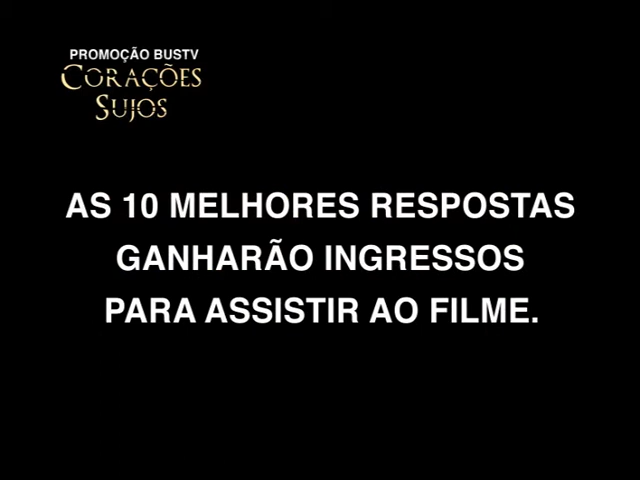 PROMOÇÃO BUSTV
CORAÇÕES
SUJOS
AS 10 MELHORES RESPOSTAS
GANHARÃO INGRESSOS
PARA ASSISTIR AO FILME.